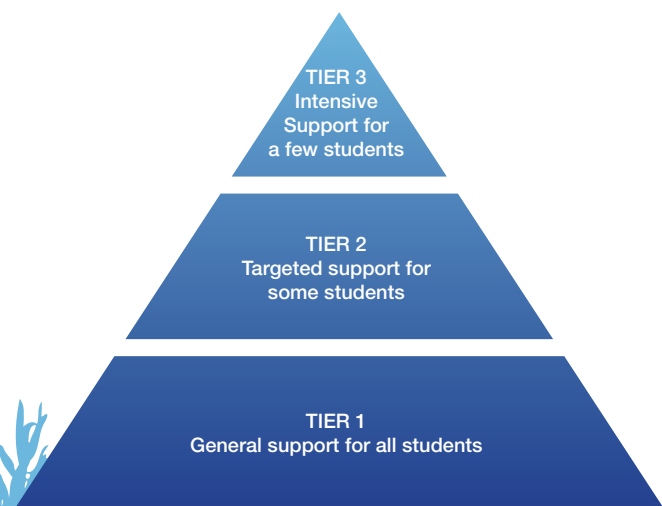 TIER 3
Intensive
Support for
a few students
TIER 2
Targeted support for
some students
TIER 1
General support for all students